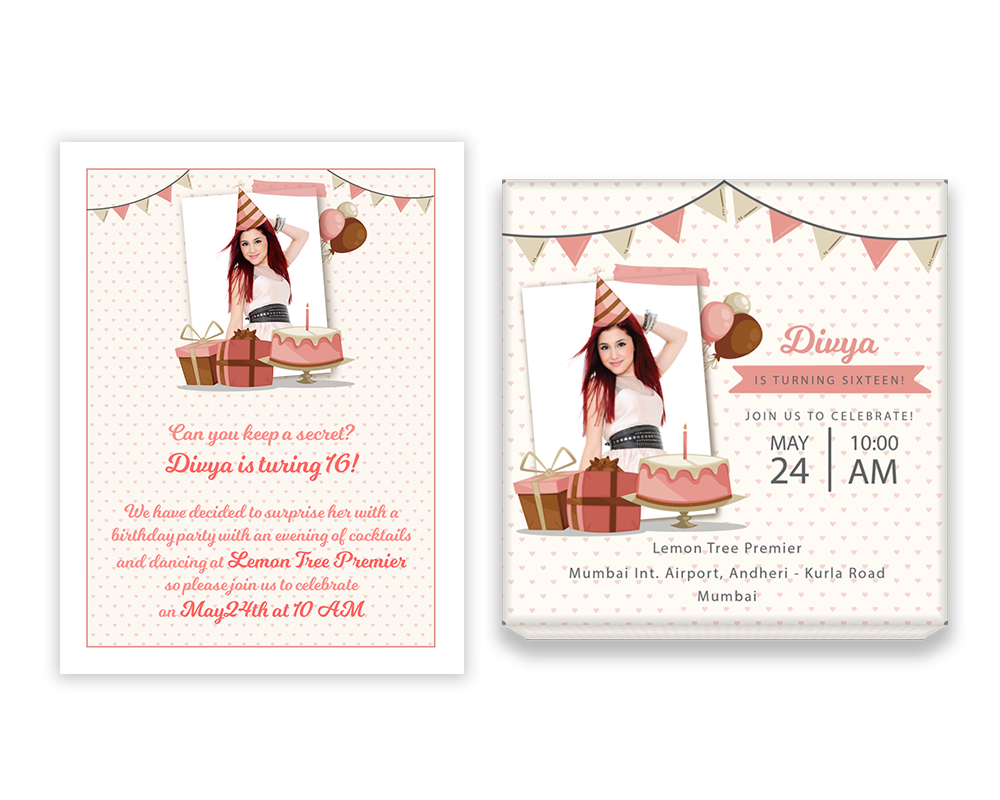 Can you keep a secret?
Divya is turing 16!
We have decided to surprise her with a
birthday party with an evening of cocktails
and dancing at Lemon Tree Premier
so please join us to celebrate
on May24th at 10 AM
Divya
IS TURNING SIXTEEN!
JOIN US TO CELEBRATE!
MAY
24
10:00
AM
Lemon Tree Premier
Mumbai Int. Airport, Andheri - Kurla Road
Mumbai